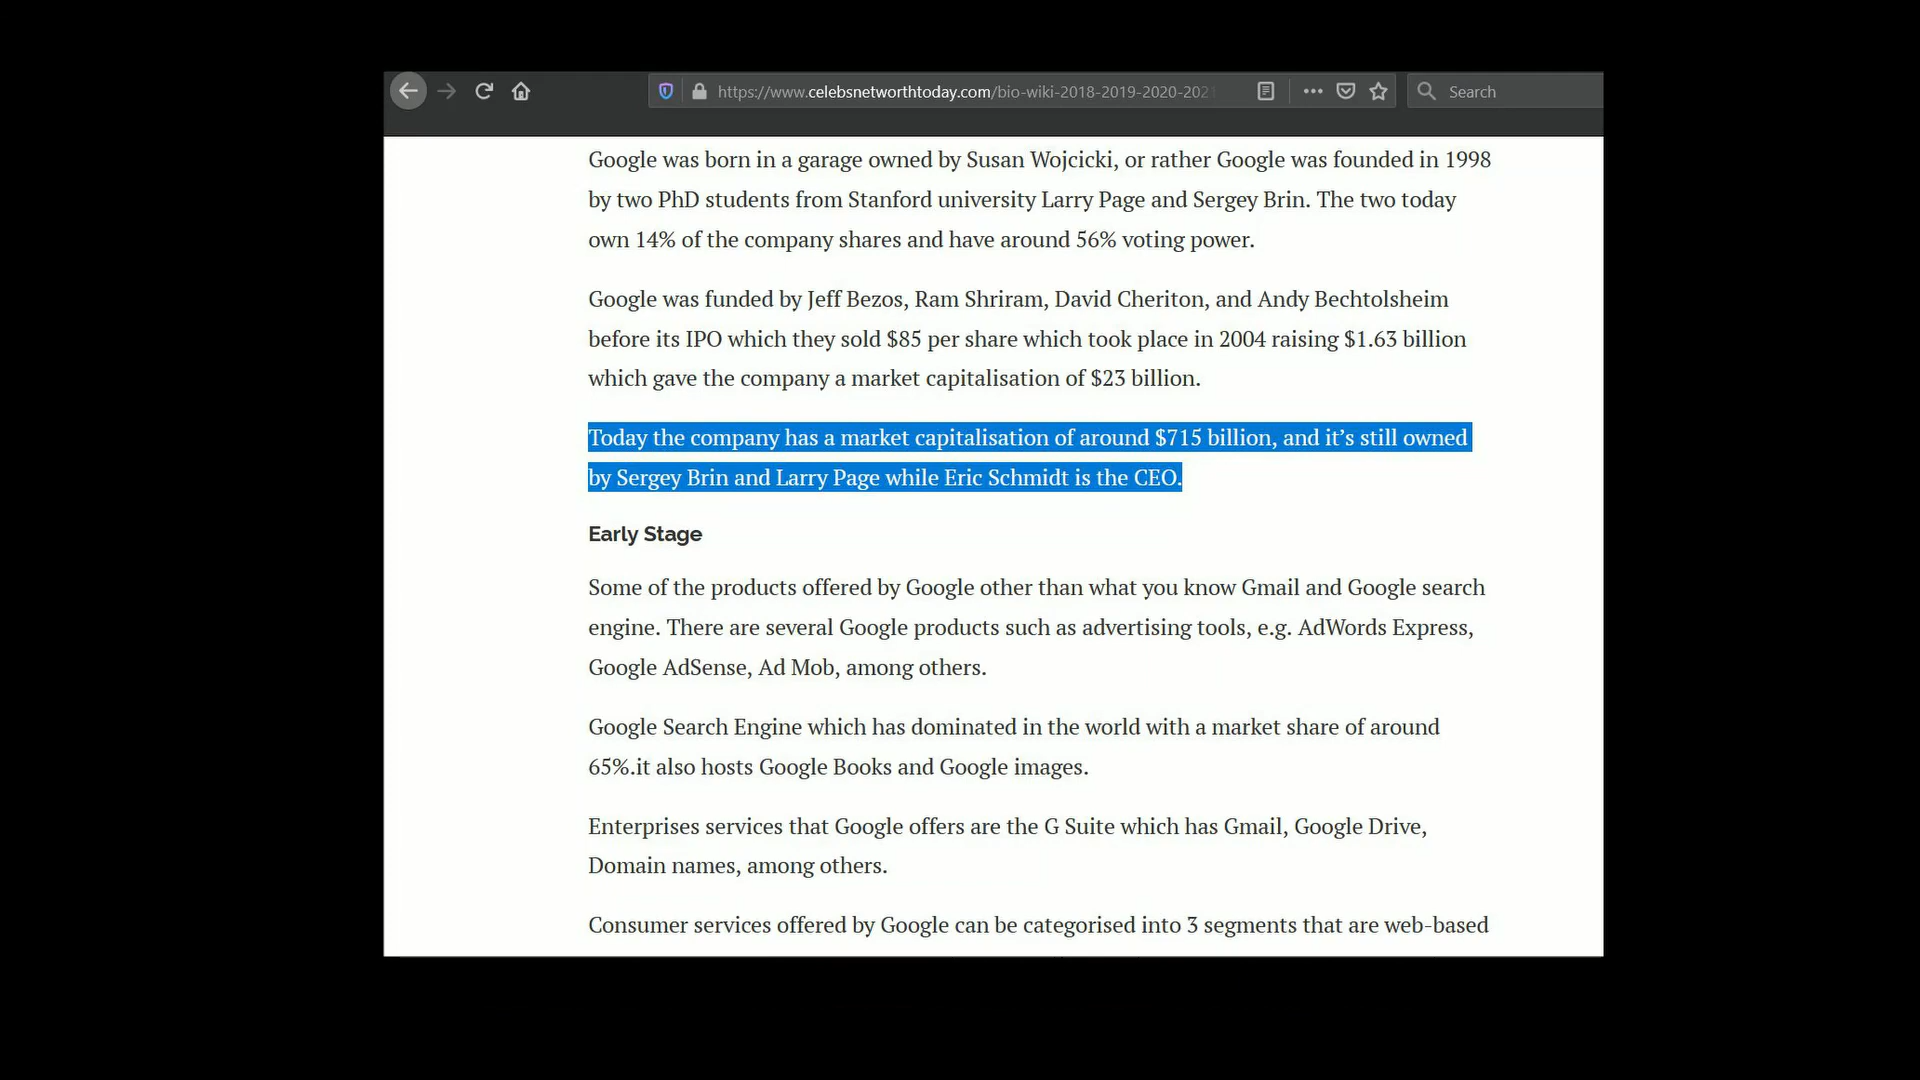 https://www.celebsnetworthtoday.com/bio-wiki-2018-2019-2020-202
Search
Google was born in a garage owned by Susan Wojcicki, or rather Google was founded in 1998
by two PhD students from Stanford university Larry Page and Sergey Brin. The two today
own 14% of the company shares and have around 56% voting power.
Google was funded by Jeff Bezos, Ram Shriram, David Cheriton, and Andy Bechtolsheim
before its IPO which they sold $85 per share which took place in 2004 raising $1.63 billion
which gave the company a market capitalisation of $23 billion.
Today the company has a market capitalisation of around $715 billion, and it’s still owned
by Sergey Brin and Larry Page while Eric Schmidt is the CEO.
Early Stage
Some of the products offered by Google other than what you know Gmail and Google search
engine. There are several Google products such as advertising tools, e.g. AdWords Express,
Google AdSense, Ad Mob, among others.
Google Search Engine which has dominated in the world with a market share of around
65%.it also hosts Google Books and Google images.
Enterprises services that Google offers are the G Suite which has Gmail, Google Drive,
Domain names, among others.
Consumer services offered by Google can be categorised into 3 segments that are web-based